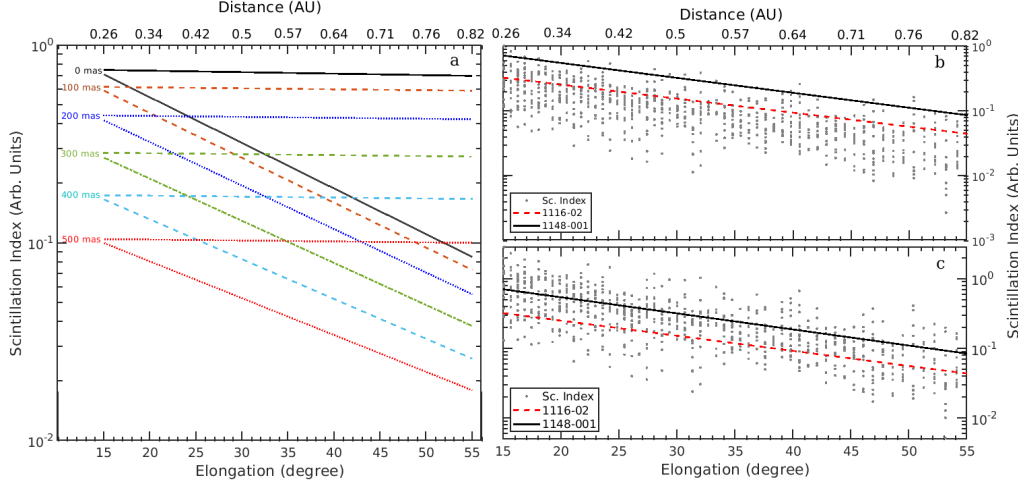 Distance (AU)
0.26 0.34 0.42 0.5 0.57 0.64 0.71 0.76 0.82
a
10^0
10^-1
10^-2
Scintillation Index (Arb. Units)
0 mas
100 mas
200 mas
300 mas
400 mas
500 mas
15 20 25 30 35 40 45 50 55
Elongation (degree)
Distance (AU)
0.26 0.34 0.42 0.5 0.57 0.64 0.71 0.76 0.82
b
10^0
10^-1
10^-2
10^-3
Sc. Index
1116-02
1148-001
c
10^0
10^-1
10^-2
Scintillation Index (Arb. Units)
Sc. Index
1116-02
1148-001
15 20 25 30 35 40 45 50 55
Elongation (degree)